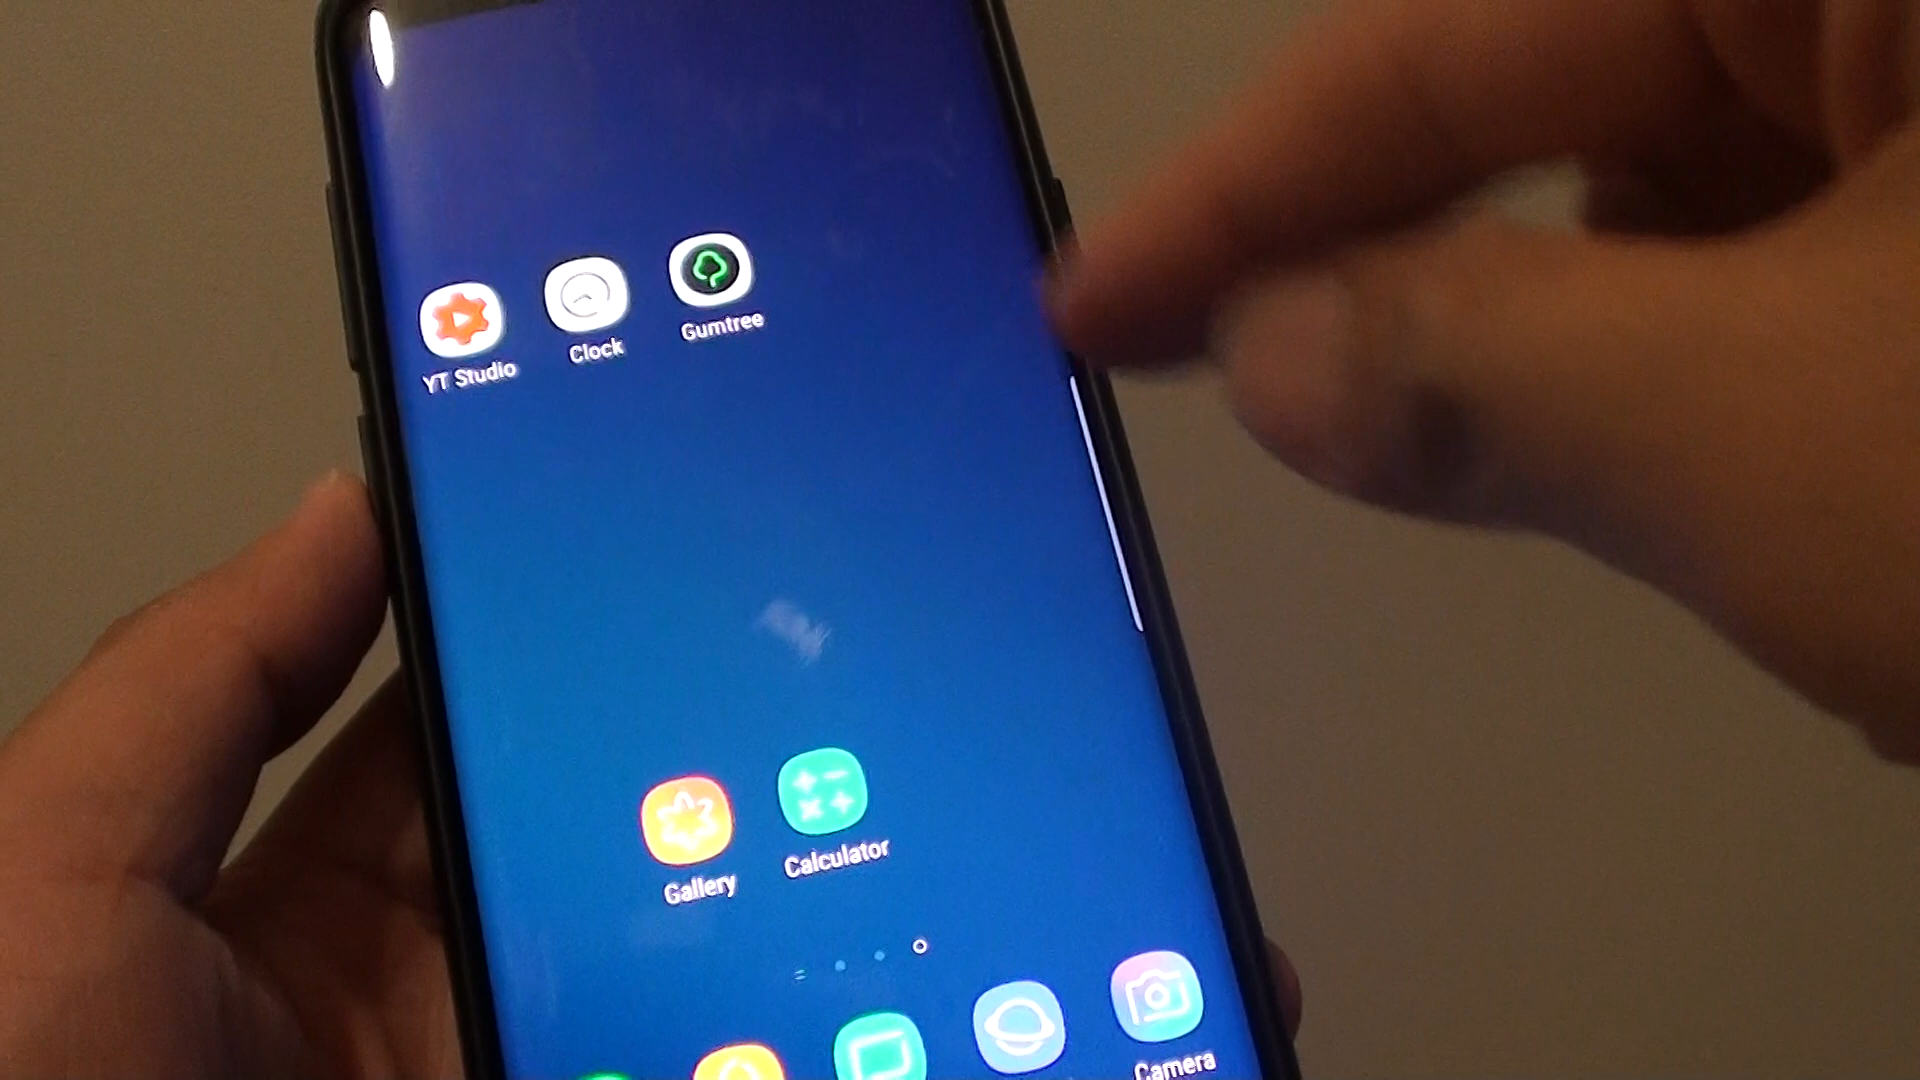 YT Studio
Clock
Gumtree
Gallery
Calculator
Camera